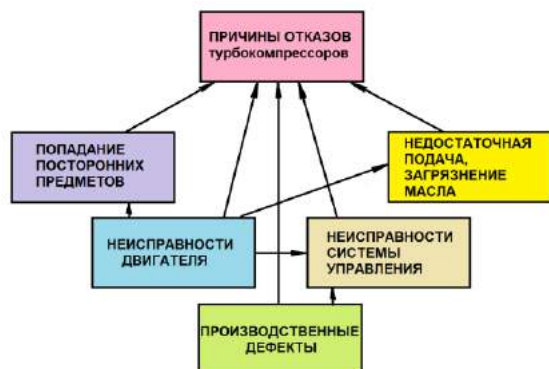 ПРИЧИНЫ ОТКАЗОВ
турбокомпрессоров
ПОПАДАНИЕ
ПОСТОРОННИХ
ПРЕДМЕТОВ
НЕДОСТАТОЧНАЯ
ПОДАЧА,
ЗАГРЯЗНЕНИЕ
МАСЛА
НЕИСПРАВНОСТИ
ДВИГАТЕЛЯ
НЕИСПРАВНОСТИ
СИСТЕМЫ
УПРАВЛЕНИЯ
ПРОИЗВОДСТВЕННЫЕ
ДЕФЕКТЫ